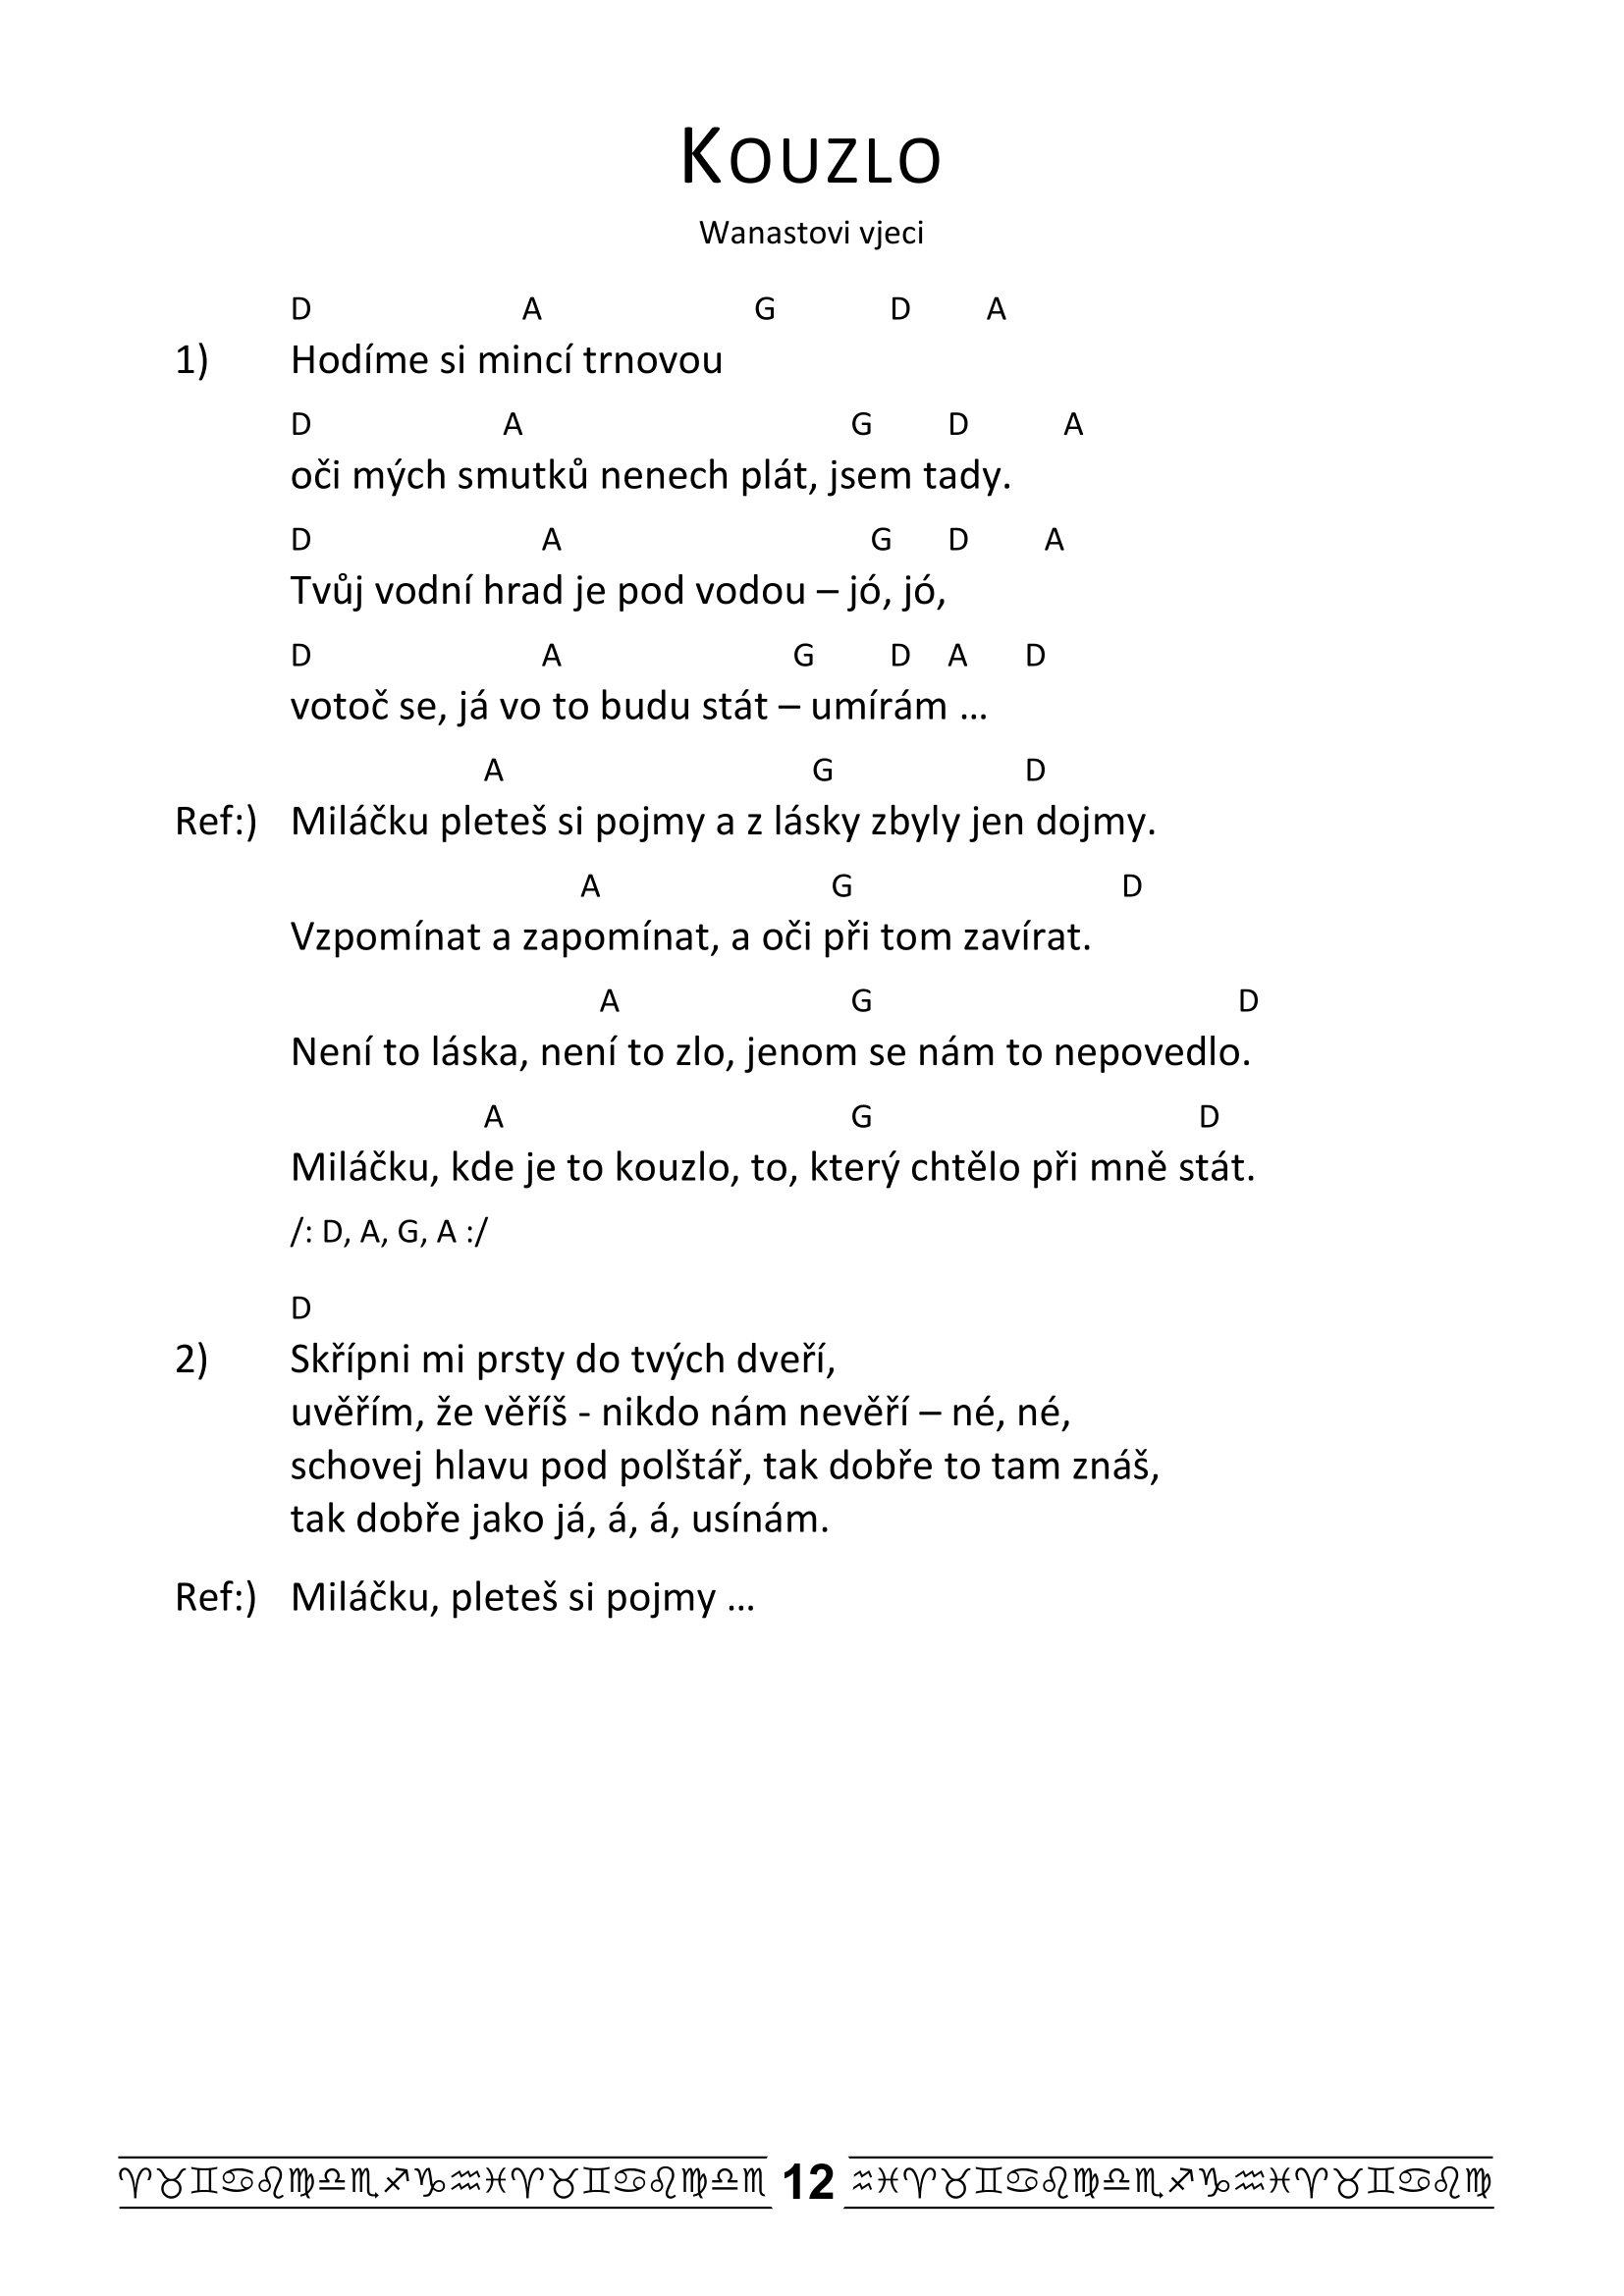 Kouzlo
Wanastovi vjeci
D A G D A
1) Hodíme si mincí trnovou
D A G D A
oči mých smutků nenech plát, jsem tady.
D A G D A
Tvůj vodní hrad je pod vodou – jó, jó,
D A G D A D
votoč se, já vo to budu stát – umírám …
A G D
Ref:) Miláčku pleteš si pojmy a z lásky zbyly jen dojmy.
A G D
Vzpomínat a zapomínat, a oči při tom zavírat.
A G D
Není to láska, není to zlo, jenom se nám to nepovedlo.
A G D
Miláčku, kde je to kouzlo, to, který chtělo při mně stát.
/: D, A, G, A :/
D
2) Skřípni mi prsty do tvých dveří,
uvěřím, že věříš - nikdo nám nevěří – né, né,
schovej hlavu pod polštář, tak dobře to tam znáš,
tak dobře jako já, á, á, usínám.
Ref:) Miláčku, pleteš si pojmy …
♈♉♊♋♌♍♎♏♐♑♒♓♈♉♊♋♌♍♎♏ 12 ♒♓♈♉♊♋♌♍♎♏♐♑♒♓♈♉♊♋♌♍